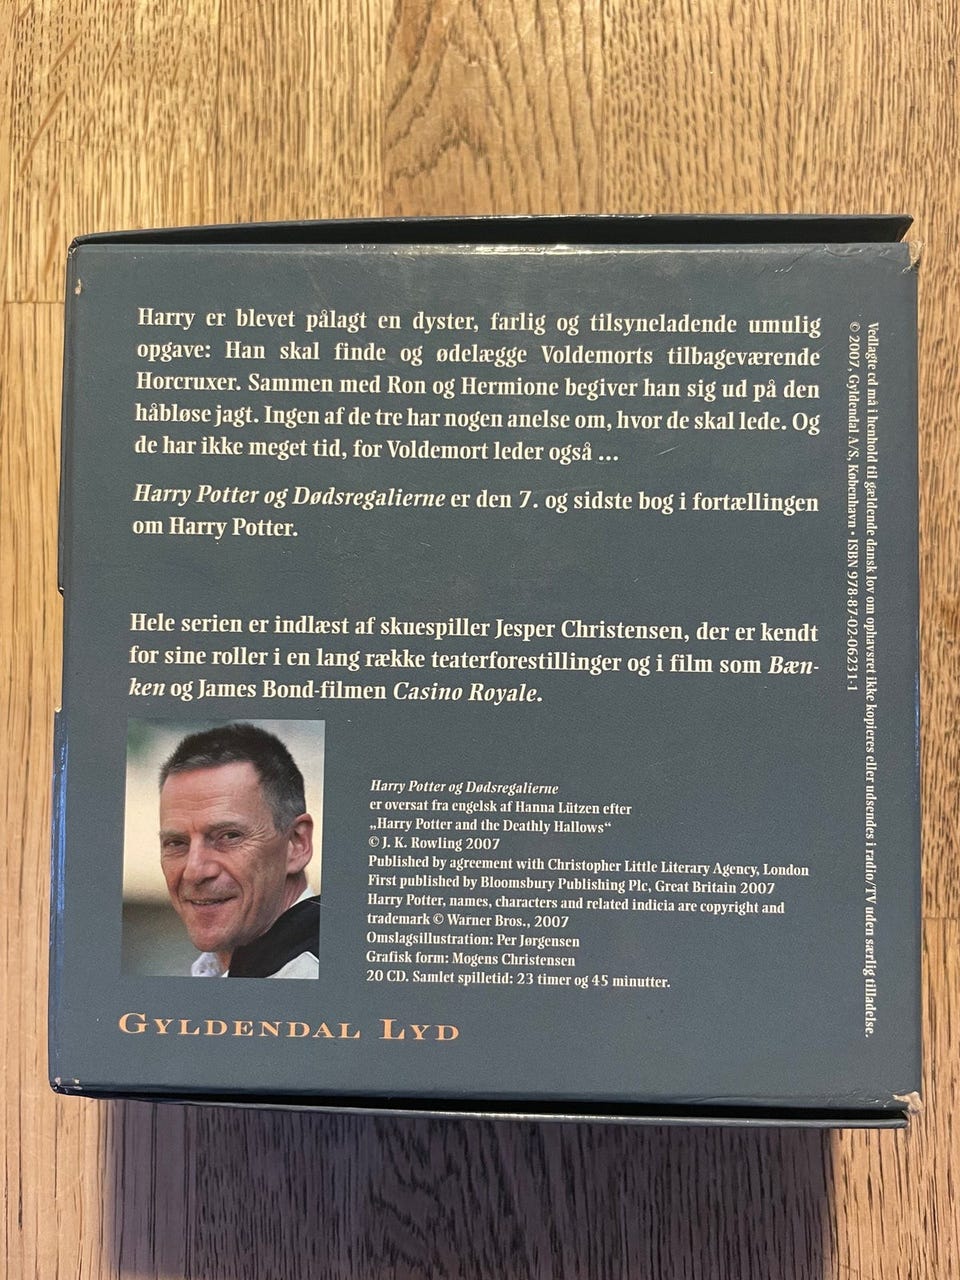 Harry er blevet pålagt en dyster, farlig og tilsyneladende umulig
opgave: Han skal finde og ødelægge Voldemorts tilbageværende
Horcruxer. Sammen med Ron og Hermione begiver han sig ud på den
håbløse jagt. Ingen af de tre har nogen anelse om, hvor de skal lede. Og
de har ikke meget tid, for Voldemort leder også ...
Harry Potter og Dødsregalierne er den 7. og sidste bog i fortællingen
om Harry Potter.
Hele serien er indlæst af skuespiller Jesper Christensen, der er kendt
for sine roller i en lang række teaterforestillinger og i film som Bæn-
ken og James Bond-filmen Casino Royale.
Harry Potter og Dødsregalierne
er oversat fra engelsk af Hanna Lützen efter
„Harry Potter and the Deathly Hallows“
© J. K. Rowling 2007
Published by agreement with Christopher Little Literary Agency, London
First published by Bloomsbury Publishing Plc, Great Britain 2007
Harry Potter, names, characters and related indicia are copyright and
trademark © Warner Bros., 2007
Omslagsillustration: Per Jørgensen
Grafisk form: Mogens Christensen
20 CD. Samlet spilletid: 23 timer og 45 minutter.
GYLDENDAL LYD
Vedlagte cd må i henhold til gældende dansk lov om ophavsret ikke kopieres eller udsendes i radio/TV uden særlig tilladelse.
© 2007, Gyldendal A/S, København • ISBN 978-87-02-06231-1